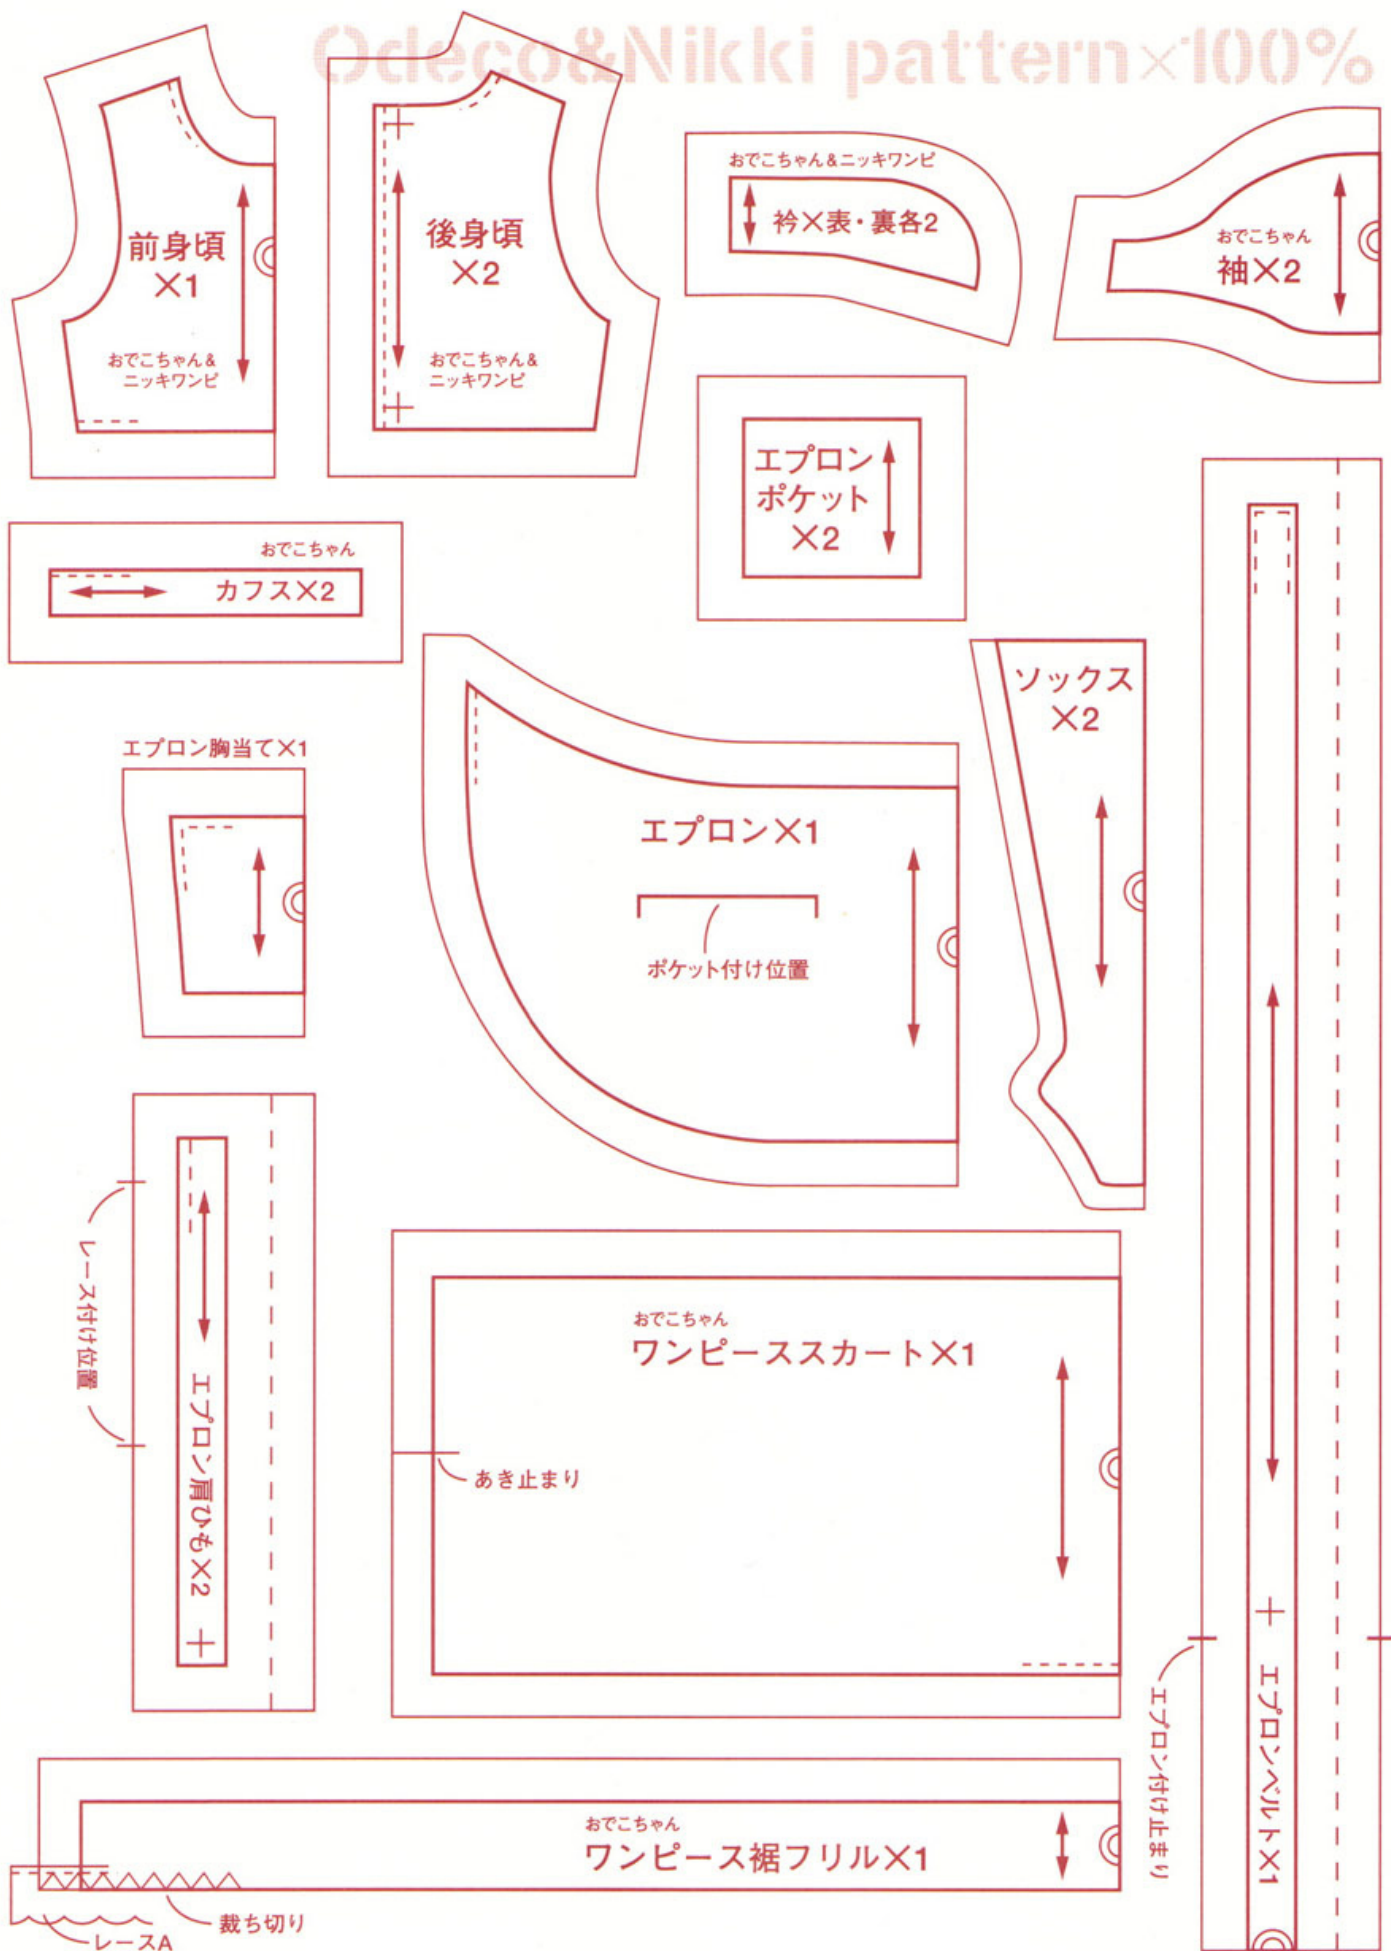 Odeco&Nikki pattern×100%
前身頃
×1
おでこちゃん&
ニッキワンピ
後身頃
×2
おでこちゃん&
ニッキワンピ
おでこちゃん&ニッキワンピ
衿×表・裏各2
おでこちゃん
袖×2
エプロン
ポケット
×2
おでこちゃん
カフス×2
ソックス
×2
エプロン胸当て×1
エプロン×1
ポケット付け位置
レース付け位置
エプロン肩ひも×2
おでこちゃん
ワンピーススカート×1
あき止まり
エプロン付け止まり
エプロンベルト×1
おでこちゃん
ワンピース裾フリル×1
裁ち切り
レースA